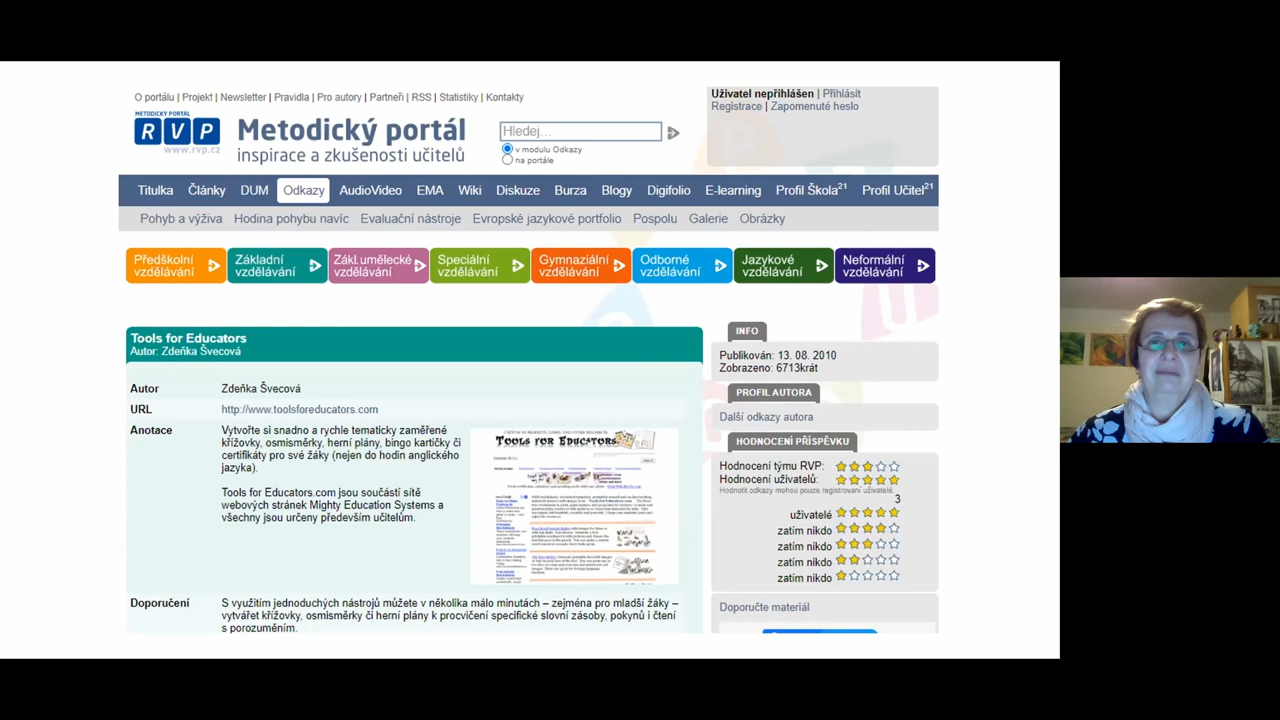 O portálu | Projekt | Newsletter | Pravidla | Pro autory | Partneři | RSS | Statistiky | Kontakty
Uživatel nepřihlášen | Přihlásit
Registrace | Zapomenuté heslo
METODICKÝ PORTÁL
RVP
www.rvp.cz
Metodický portál
inspirace a zkušenosti učitelů
Hledej...
v modulu Odkazy
na portále
Titulka Články DUM Odkazy AudioVideo EMA Wiki Diskuze Burza Blogy Digifolio E-learning Profil Škola21 Profil Učitel21
Pohyb a výživa Hodina pohybu navíc Evaluační nástroje Evropské jazykové portfolio Pospolu Galerie Obrázky
Předškolní vzdělávání
Základní vzdělávání
Zákl.umělecké vzdělávání
Speciální vzdělávání
Gymnaziální vzdělávání
Odborné vzdělávání
Jazykové vzdělávání
Neformální vzdělávání
Tools for Educators
Autor: Zdeňka Švecová
Autor Zdeňka Švecová
URL http://www.toolsforeducators.com
Anotace Vytvořte si snadno a rychle tematicky zaměřené
křížovky, osmisměrky, herní plány, bingo kartičky či
certifikáty pro své žáky (nejen do hodin anglického
jazyka).
Tools for Educators.com jsou součástí sítě
webových stránek Mighty Education Systems a
všechny jsou určeny především učitelům.
TOOLS FOR EDUCATORS
Doporučení S využitím jednoduchých nástrojů můžete v několika málo minutách – zejména pro mladší žáky –
vytvářet křížovky, osmisměrky či herní plány k procvičení specifické slovní zásoby, pokynů i čtení
s porozuměním.
INFO
Publikován: 13. 08. 2010
Zobrazeno: 6713krát
PROFIL AUTORA
Další odkazy autora
HODNOCENÍ PŘÍSPĚVKU
Hodnocení týmu RVP:
Hodnocení uživatelů:
Hodnotit odkazy mohou pouze registrovaní uživatelé.
3
uživatelé
zatím nikdo
zatím nikdo
zatím nikdo
zatím nikdo
Doporučte materiál